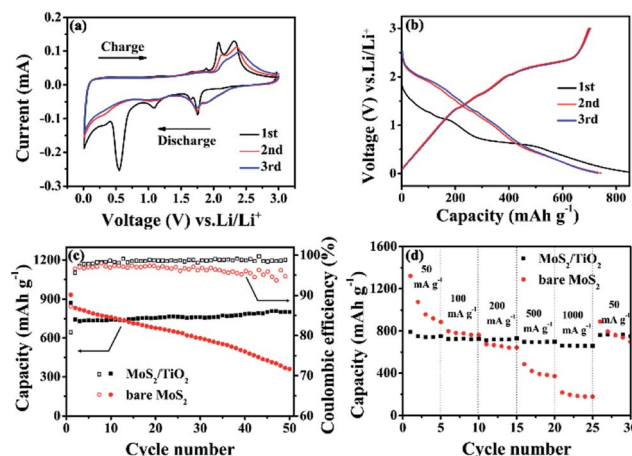 (a)
Charge
Discharge
1st
2nd
3rd
0.2
0.1
0.0
-0.1
-0.2
-0.3
Current (mA)
0.0 0.5 1.0 1.5 2.0 2.5 3.0
Voltage (V) vs.Li/Li⁺
(b)
1st
2nd
3rd
3
2
1
0
Voltage (V) vs.Li/Li⁺
0 200 400 600 800
Capacity (mAh g⁻¹)
(c)
MoS₂/TiO₂
bare MoS₂
1200
900
600
300
0
Capacity (mAh g⁻¹)
100
90
80
70
60
Coulombic efficiency (%)
0 10 20 30 40 50
Cycle number
(d)
MoS₂/TiO₂
bare MoS₂
50
mA g⁻¹
100
mA g⁻¹
200
mA g⁻¹
500
mA g⁻¹
1000
mA g⁻¹
50
mA g⁻¹
1600
1200
800
400
0
Capacity (mAh g⁻¹)
0 5 10 15 20 25 30
Cycle number